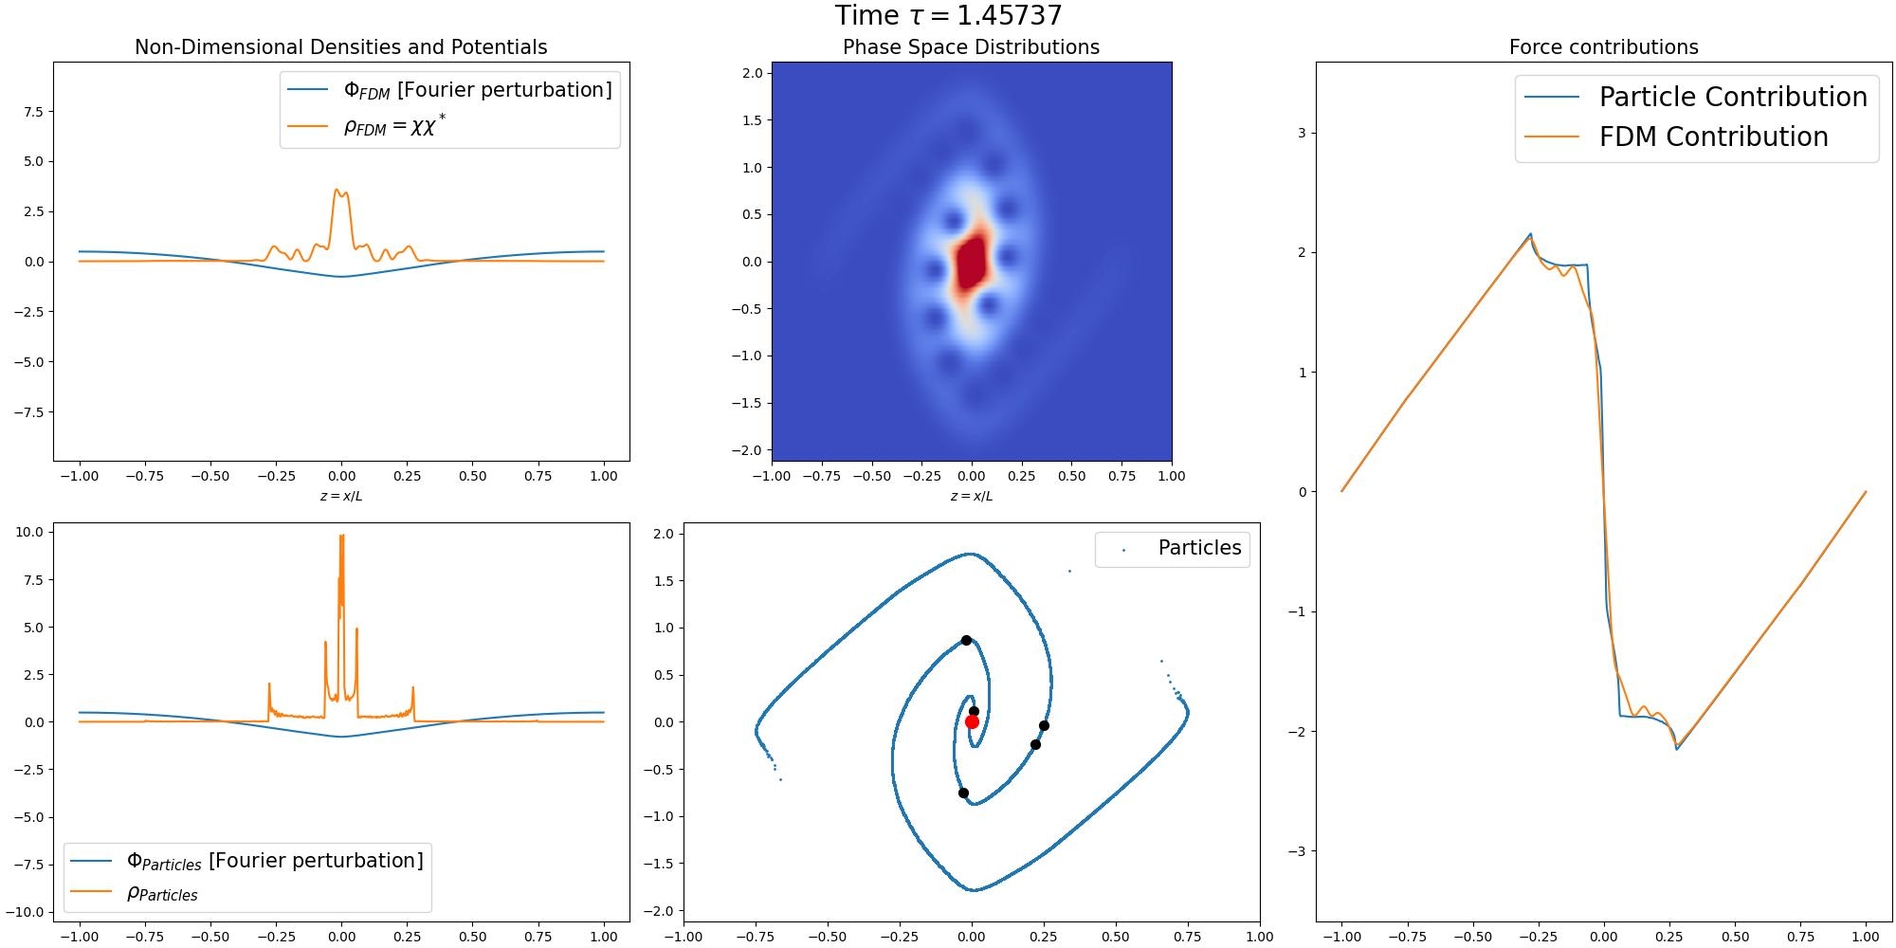 Time τ = 1.45737
Non-Dimensional Densities and Potentials
Φ_FDM [Fourier perturbation]
ρ_FDM = χχ*
7.5
5.0
2.5
0.0
−2.5
−5.0
−7.5
−1.00 −0.75 −0.50 −0.25 0.00 0.25 0.50 0.75 1.00
z = x/L
Phase Space Distributions
2.0
1.5
1.0
0.5
0.0
−0.5
−1.0
−1.5
−2.0
−1.00 −0.75 −0.50 −0.25 0.00 0.25 0.50 0.75 1.00
z = x/L
Force contributions
Particle Contribution
FDM Contribution
3
2
1
0
−1
−2
−3
−1.00 −0.75 −0.50 −0.25 0.00 0.25 0.50 0.75 1.00
10.0
7.5
5.0
2.5
0.0
−2.5
−5.0
−7.5
−10.0
Φ_Particles [Fourier perturbation]
ρ_Particles
−1.00 −0.75 −0.50 −0.25 0.00 0.25 0.50 0.75 1.00
Particles
2.0
1.5
1.0
0.5
0.0
−0.5
−1.0
−1.5
−2.0
−1.00 −0.75 −0.50 −0.25 0.00 0.25 0.50 0.75 1.00